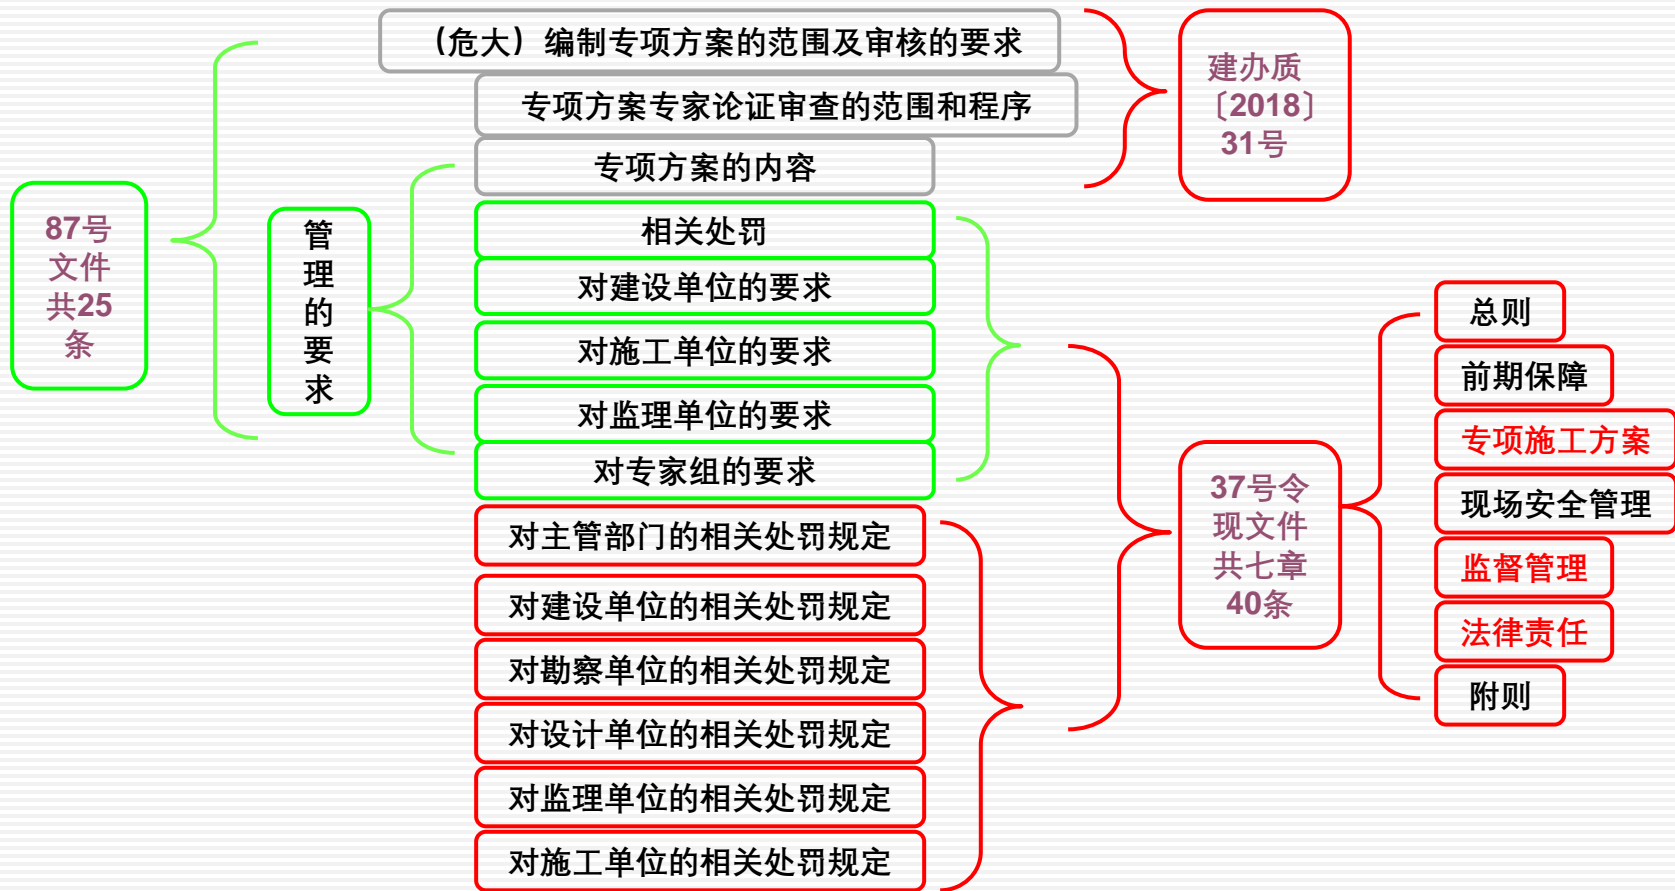 87号
文件
共25
条
管
理
的
要
求
（危大）编制专项方案的范围及审核的要求
专项方案专家论证审查的范围和程序
专项方案的内容
相关处罚
对建设单位的要求
对施工单位的要求
对监理单位的要求
对专家组的要求
对主管部门的相关处罚规定
对建设单位的相关处罚规定
对勘察单位的相关处罚规定
对设计单位的相关处罚规定
对监理单位的相关处罚规定
对施工单位的相关处罚规定
建办质
〔2018〕
31号
37号令
现文件
共七章
40条
总则
前期保障
专项施工方案
现场安全管理
监督管理
法律责任
附则